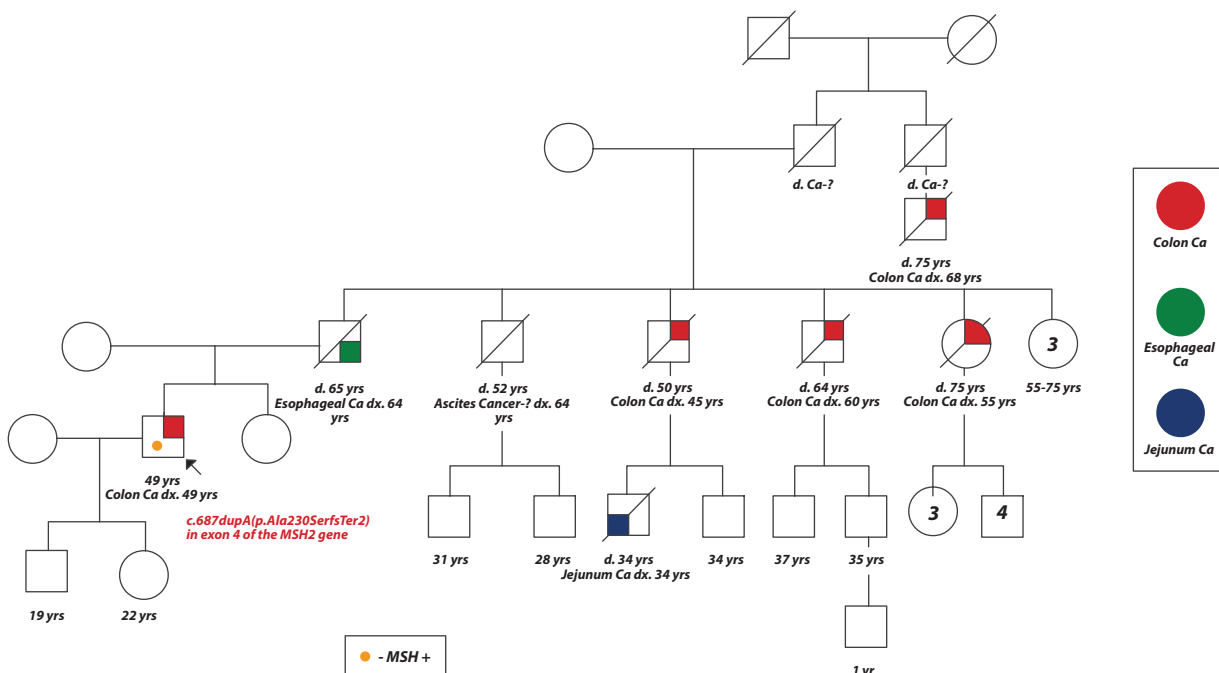 d. Ca-?
d. Ca-?
d. 75 yrs
Colon Ca dx. 68 yrs
Colon Ca
Esophageal
Ca
Jejunum Ca
d. 65 yrs
Esophageal Ca dx. 64
yrs
d. 52 yrs
Ascites Cancer-? dx. 64
yrs
d. 50 yrs
Colon Ca dx. 45 yrs
d. 64 yrs
Colon Ca dx. 60 yrs
d. 75 yrs
Colon Ca dx. 55 yrs
3
55-75 yrs
49 yrs
Colon Ca dx. 49 yrs
c.687dupA(p.Ala230SerfsTer2)
in exon 4 of the MSH2 gene
31 yrs
28 yrs
d. 34 yrs
Jejunum Ca dx. 34 yrs
34 yrs
37 yrs
35 yrs
3
4
19 yrs
22 yrs
1 yr
- MSH +